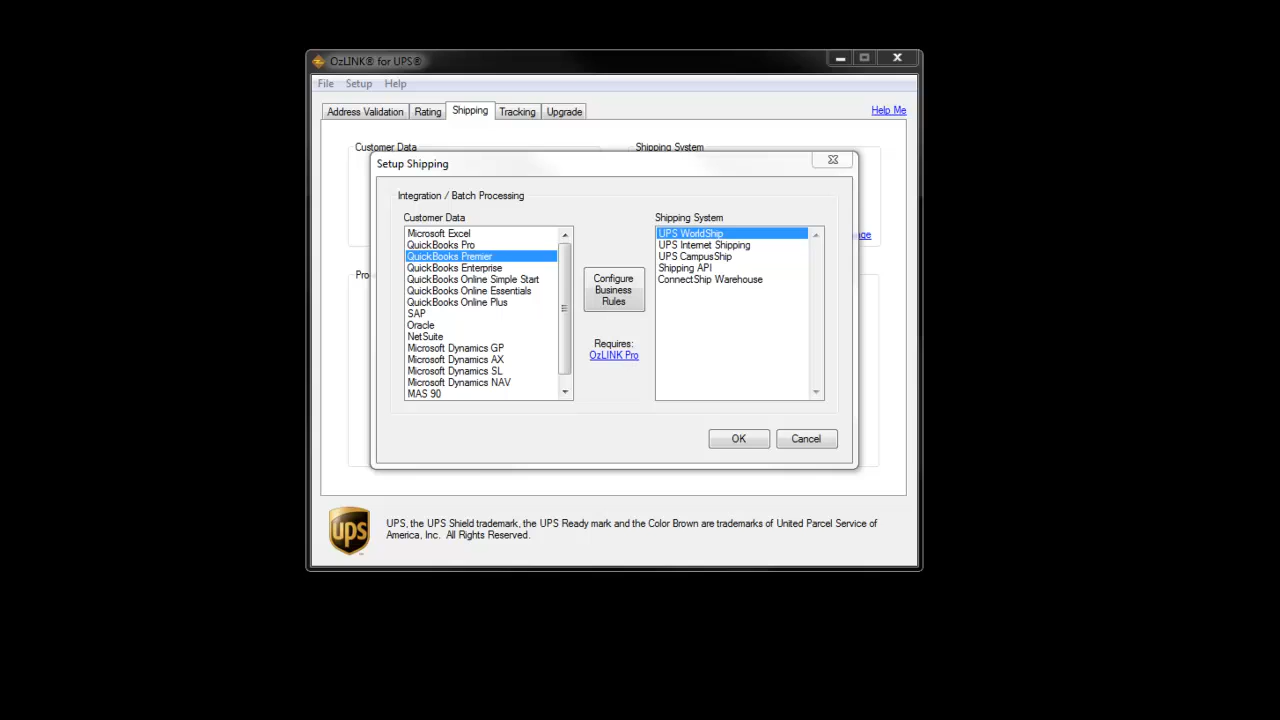 OzLINK® for UPS®
File Setup Help
Address Validation Rating Shipping Tracking Upgrade Help Me
Customer Data Shipping System
Setup Shipping
Integration / Batch Processing
Customer Data
Microsoft Excel
QuickBooks Pro
QuickBooks Premier
QuickBooks Enterprise
QuickBooks Online Simple Start
QuickBooks Online Essentials
QuickBooks Online Plus
SAP
Oracle
NetSuite
Microsoft Dynamics GP
Microsoft Dynamics AX
Microsoft Dynamics SL
Microsoft Dynamics NAV
MAS 90
Configure
Business
Rules
Requires:
OzLINK Pro
Shipping System
UPS WorldShip
UPS Internet Shipping
UPS CampusShip
Shipping API
ConnectShip Warehouse
OK Cancel
ups
UPS, the UPS Shield trademark, the UPS Ready mark and the Color Brown are trademarks of United Parcel Service of
America, Inc. All Rights Reserved.